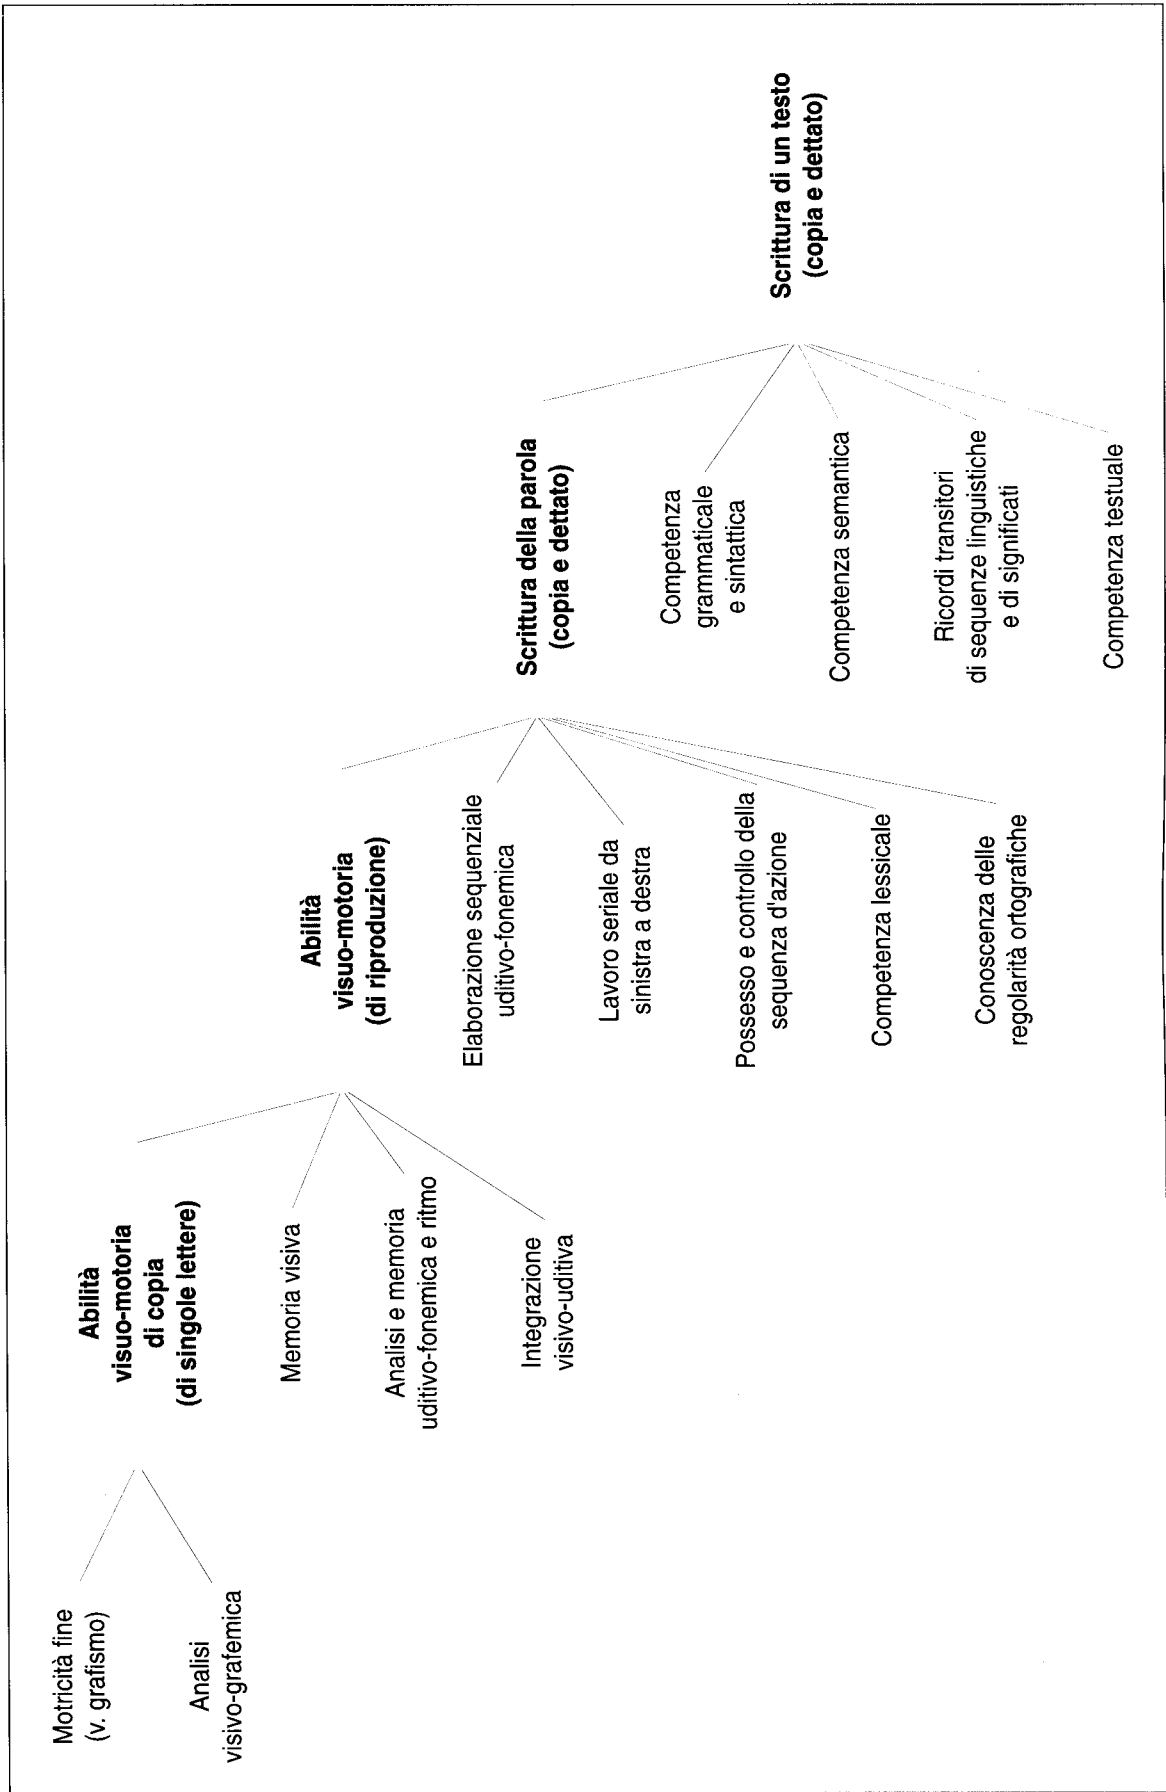 Motricità fine
(v. grafismo)
Analisi
visivo-grafemica
Abilità
visuo-motoria
di copia
(di singole lettere)
Memoria visiva
Analisi e memoria
uditivo-fonemica e ritmo
Integrazione
visivo-uditiva
Abilità
visuo-motoria
(di riproduzione)
Elaborazione sequenziale
uditivo-fonemica
Lavoro seriale da
sinistra a destra
Possesso e controllo della
sequenza d'azione
Competenza lessicale
Conoscenza delle
regolarità ortografiche
Scrittura della parola
(copia e dettato)
Competenza
grammaticale
e sintattica
Competenza semantica
Ricordi transitori
di sequenze linguistiche
e di significati
Competenza testuale
Scrittura di un testo
(copia e dettato)